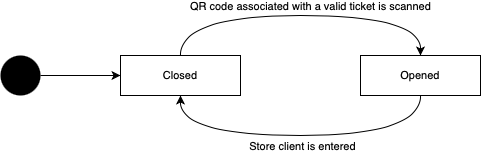 QR code associated with a valid ticket is scanned
Closed
Opened
Store client is entered